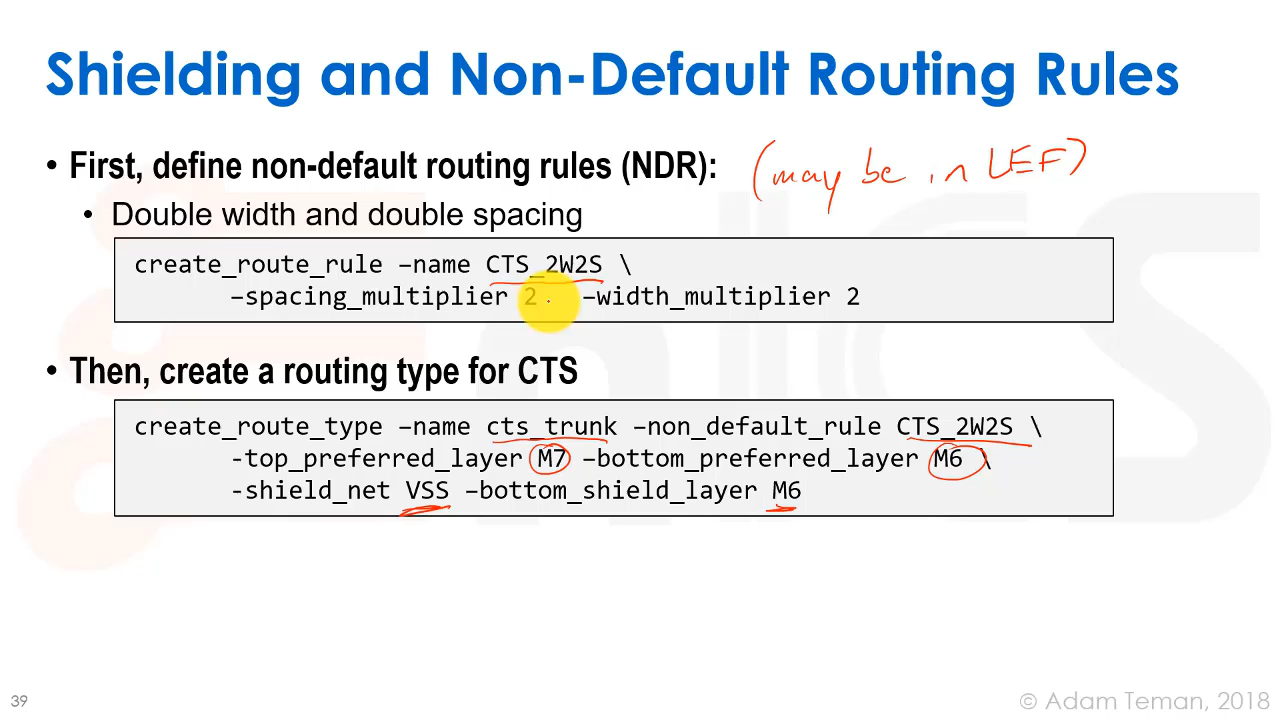 Shielding and Non-Default Routing Rules
• First, define non-default routing rules (NDR): (may be in LEF)
• Double width and double spacing
create_route_rule –name CTS_2W2S \
–spacing_multiplier 2 –width_multiplier 2
• Then, create a routing type for CTS
create_route_type –name cts_trunk –non_default_rule CTS_2W2S \
-top_preferred_layer M7 –bottom_preferred_layer M6 \
-shield_net VSS –bottom_shield_layer M6
39
© Adam Teman, 2018